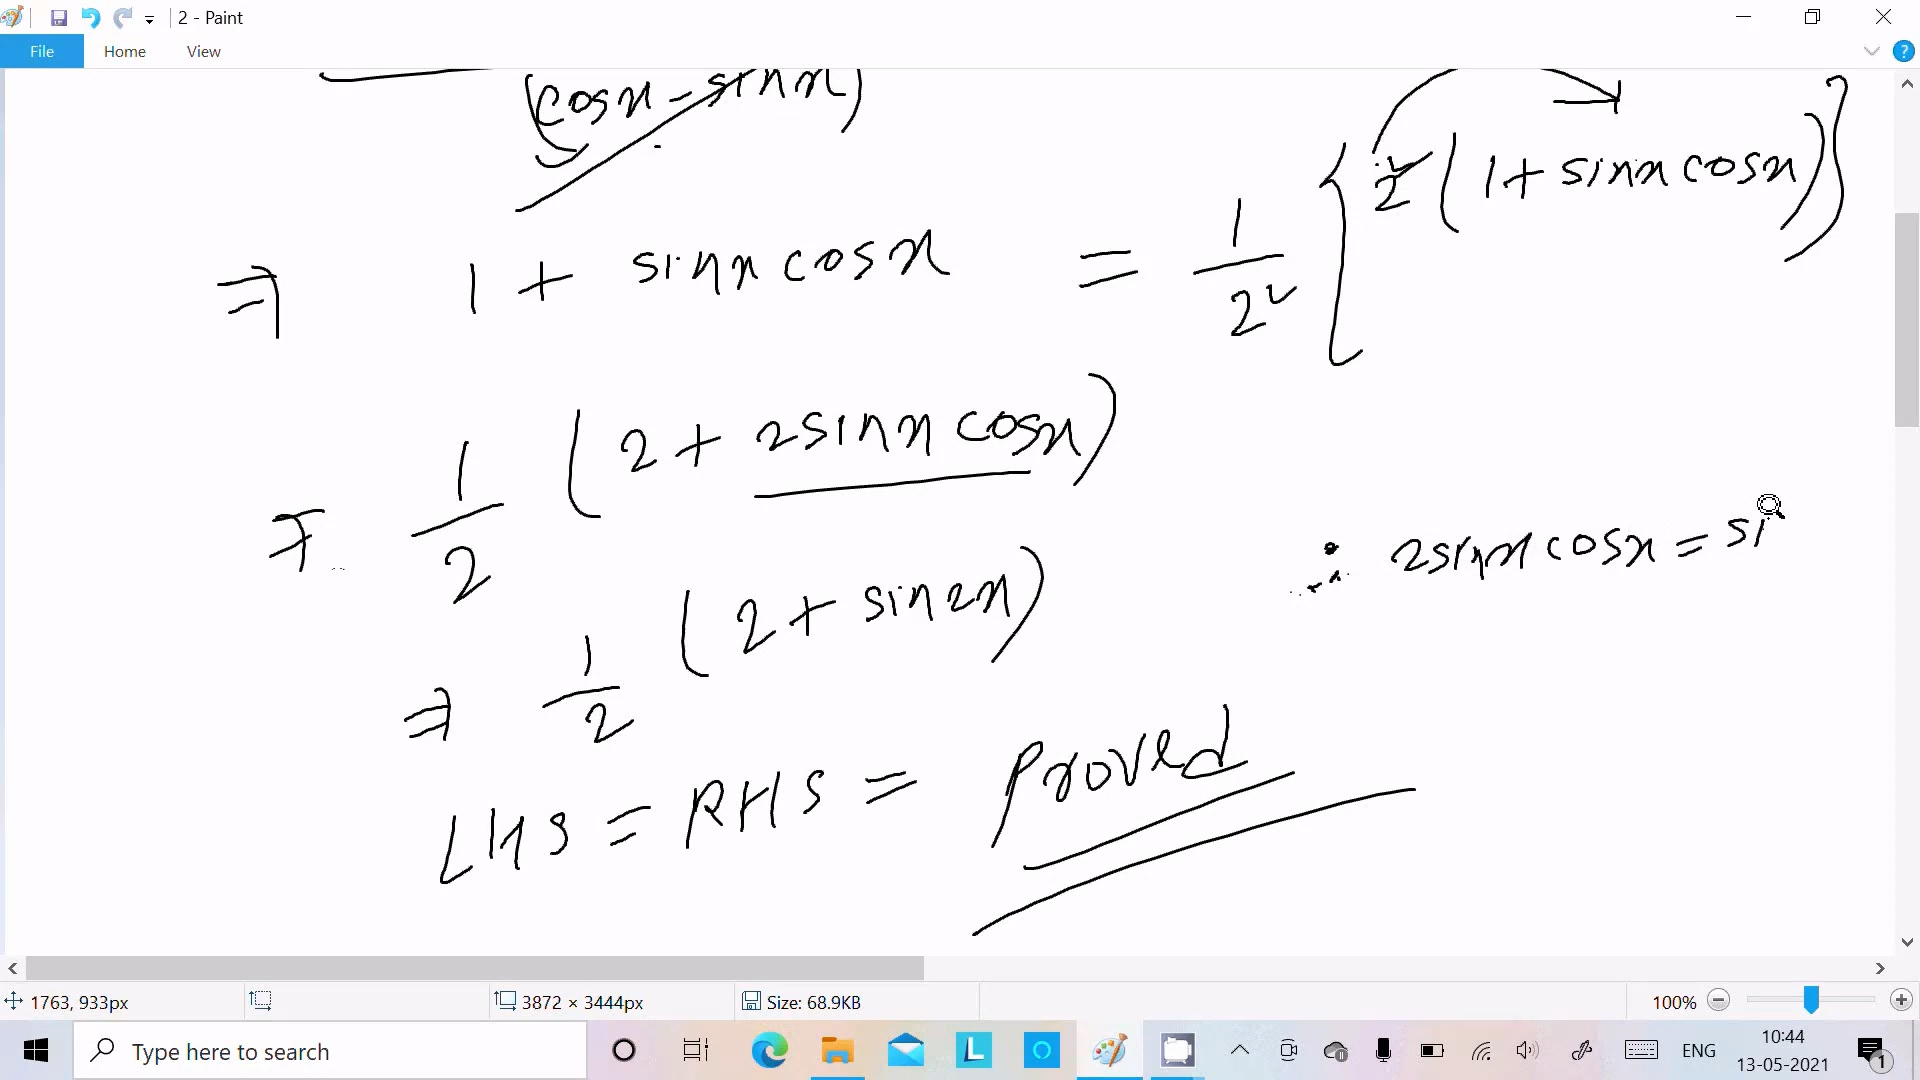 2 - Paint
File Home View
(cosx - sinx)
⇒ 1 + sinx cosx = 1/2² { 2 (1 + sinx cosx) }
⇒ 1/2 (2 + 2sinx cosx)
∴ 2sinx cosx = si
⇒ 1/2 (2 + sin2x)
LHS = RHS = Proved
1763, 933px 3872 × 3444px Size: 68.9KB 100%
Type here to search
ENG 10:44
13-05-2021
1